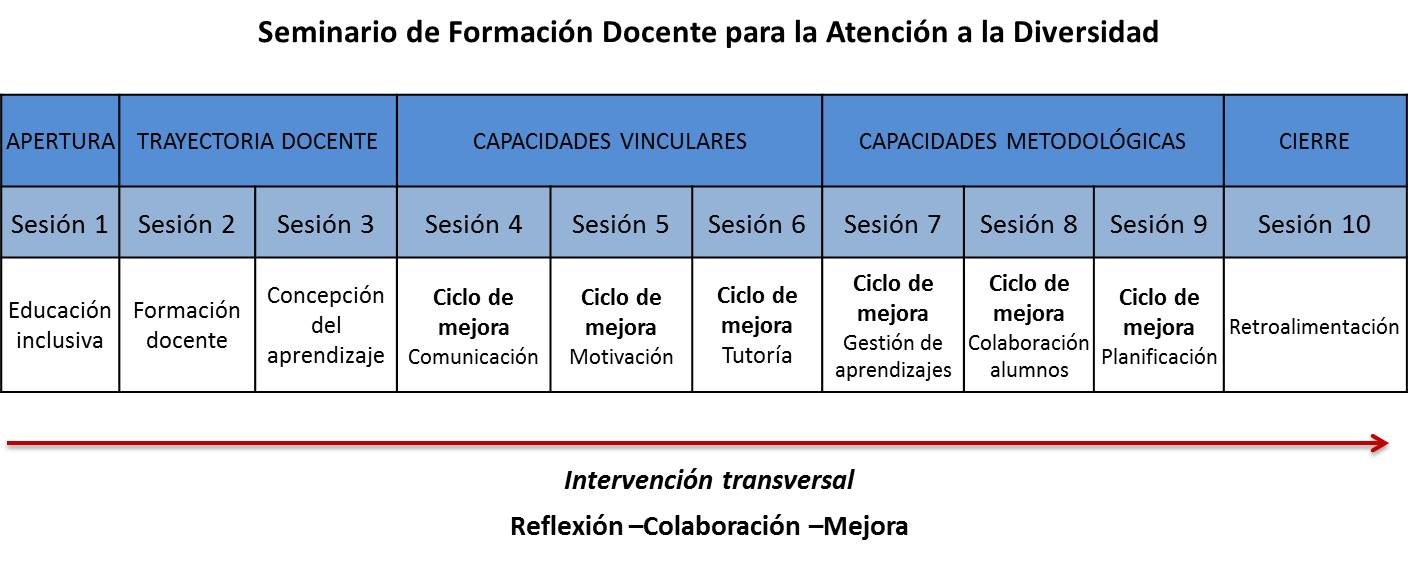 Seminario de Formación Docente para la Atención a la Diversidad
APERTURA
TRAYECTORIA DOCENTE
CAPACIDADES VINCULARES
CAPACIDADES METODOLÓGICAS
CIERRE
Sesión 1
Sesión 2
Sesión 3
Sesión 4
Sesión 5
Sesión 6
Sesión 7
Sesión 8
Sesión 9
Sesión 10
Educación
inclusiva
Formación
docente
Concepción
del
aprendizaje
Ciclo de
mejora
Comunicación
Ciclo de
mejora
Motivación
Ciclo de
mejora
Tutoría
Ciclo de
mejora
Gestión de
aprendizajes
Ciclo de
mejora
Colaboración
alumnos
Ciclo de
mejora
Planificación
Retroalimentación
Intervención transversal
Reflexión –Colaboración –Mejora